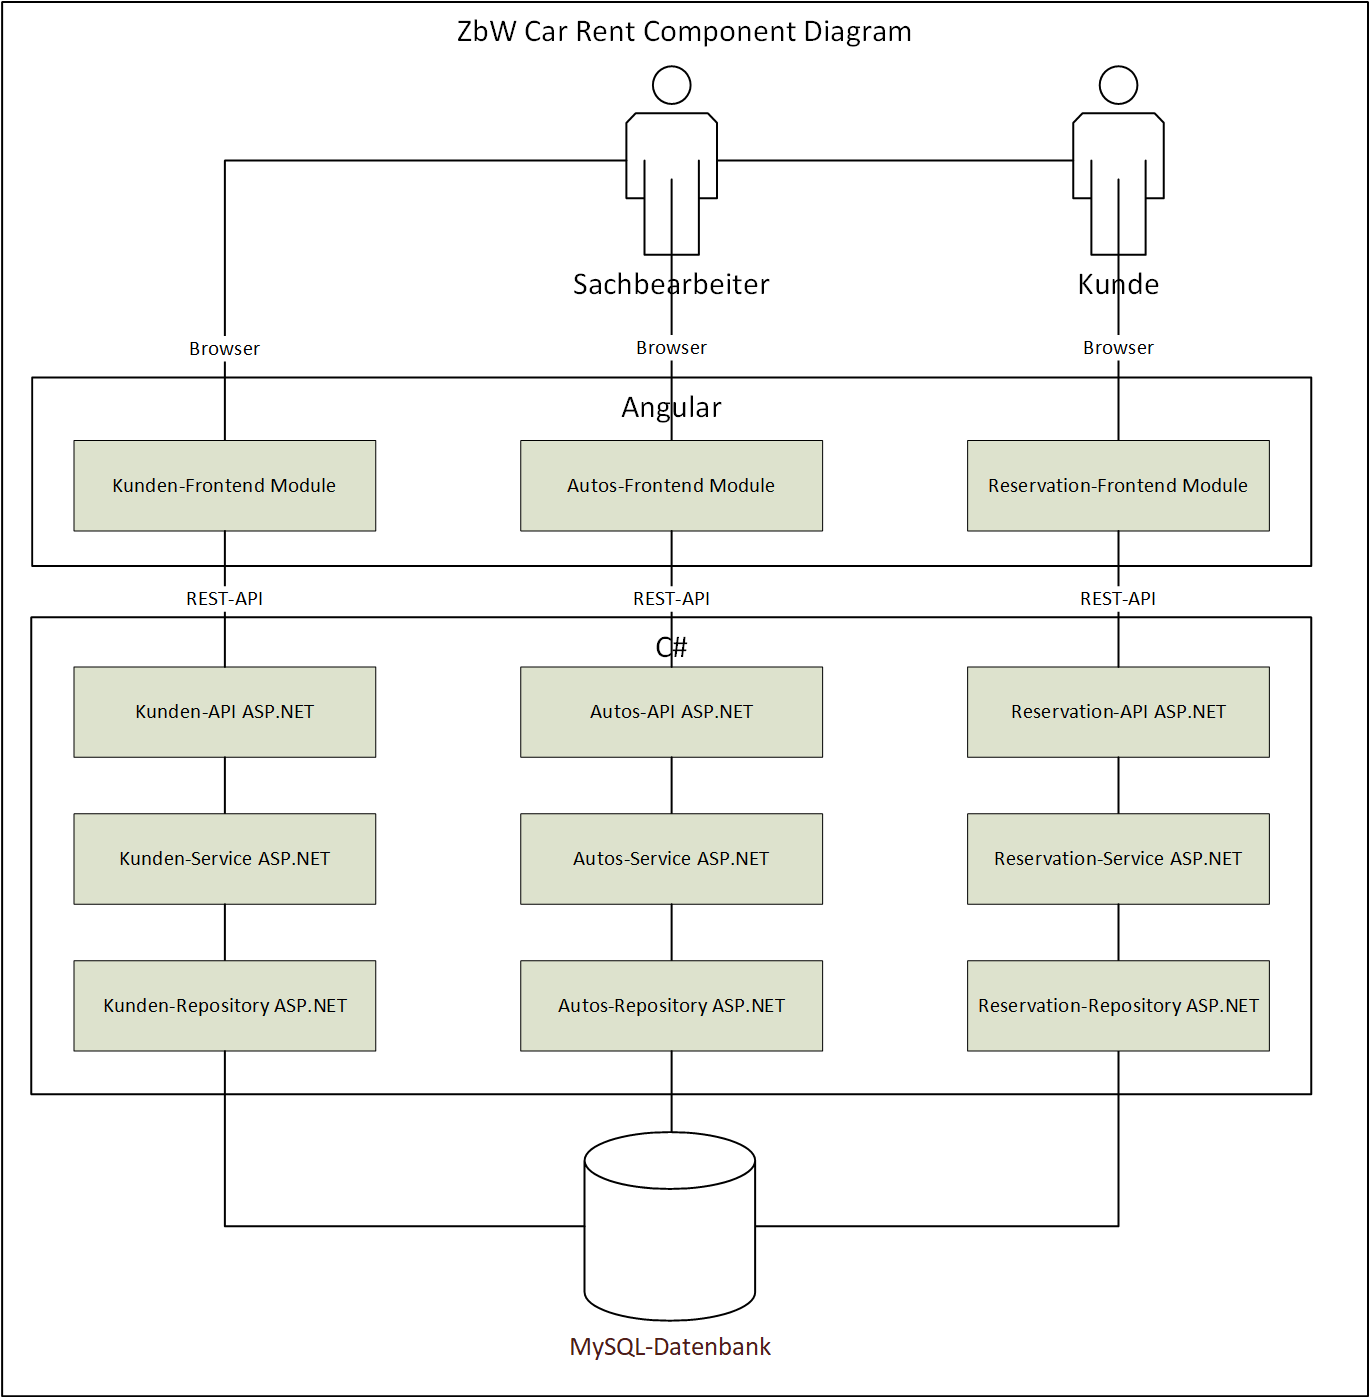 ZbW Car Rent Component Diagram
Sachbearbeiter
Kunde
Browser
Browser
Browser
Angular
Kunden-Frontend Module
Autos-Frontend Module
Reservation-Frontend Module
REST-API
REST-API
REST-API
C#
Kunden-API ASP.NET
Autos-API ASP.NET
Reservation-API ASP.NET
Kunden-Service ASP.NET
Autos-Service ASP.NET
Reservation-Service ASP.NET
Kunden-Repository ASP.NET
Autos-Repository ASP.NET
Reservation-Repository ASP.NET
MySQL-Datenbank